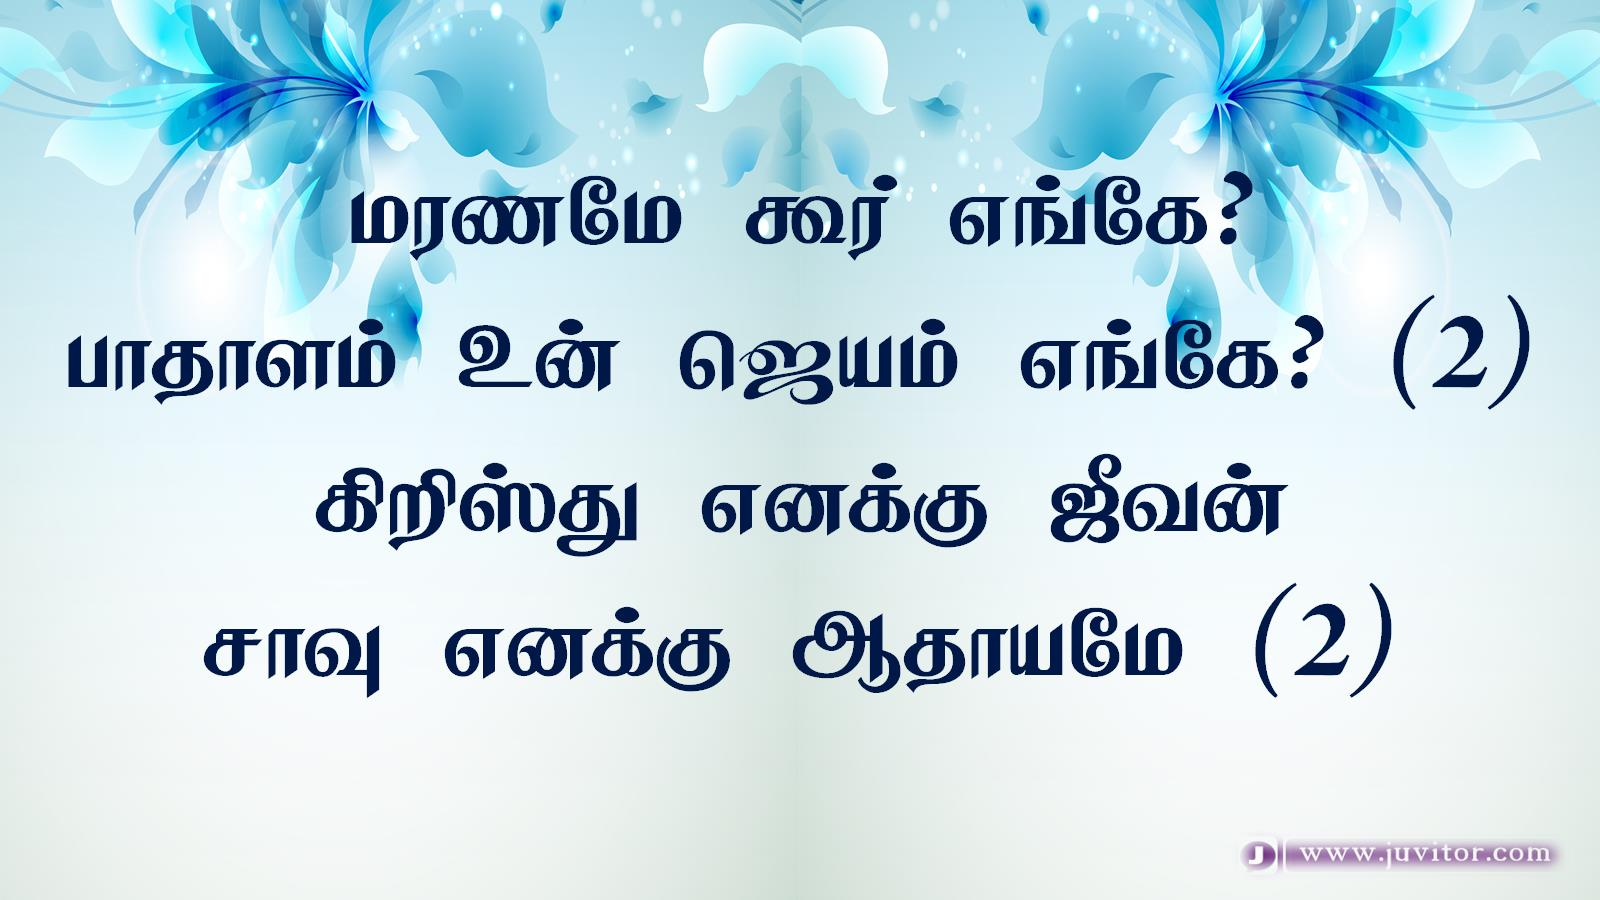 மரணமே கூர் எங்கே?
பாதாளம் உன் ஜெயம் எங்கே? (2)
கிறிஸ்து எனக்கு ஜீவன்
சாவு எனக்கு ஆதாயமே (2)
J www.juvitor.com